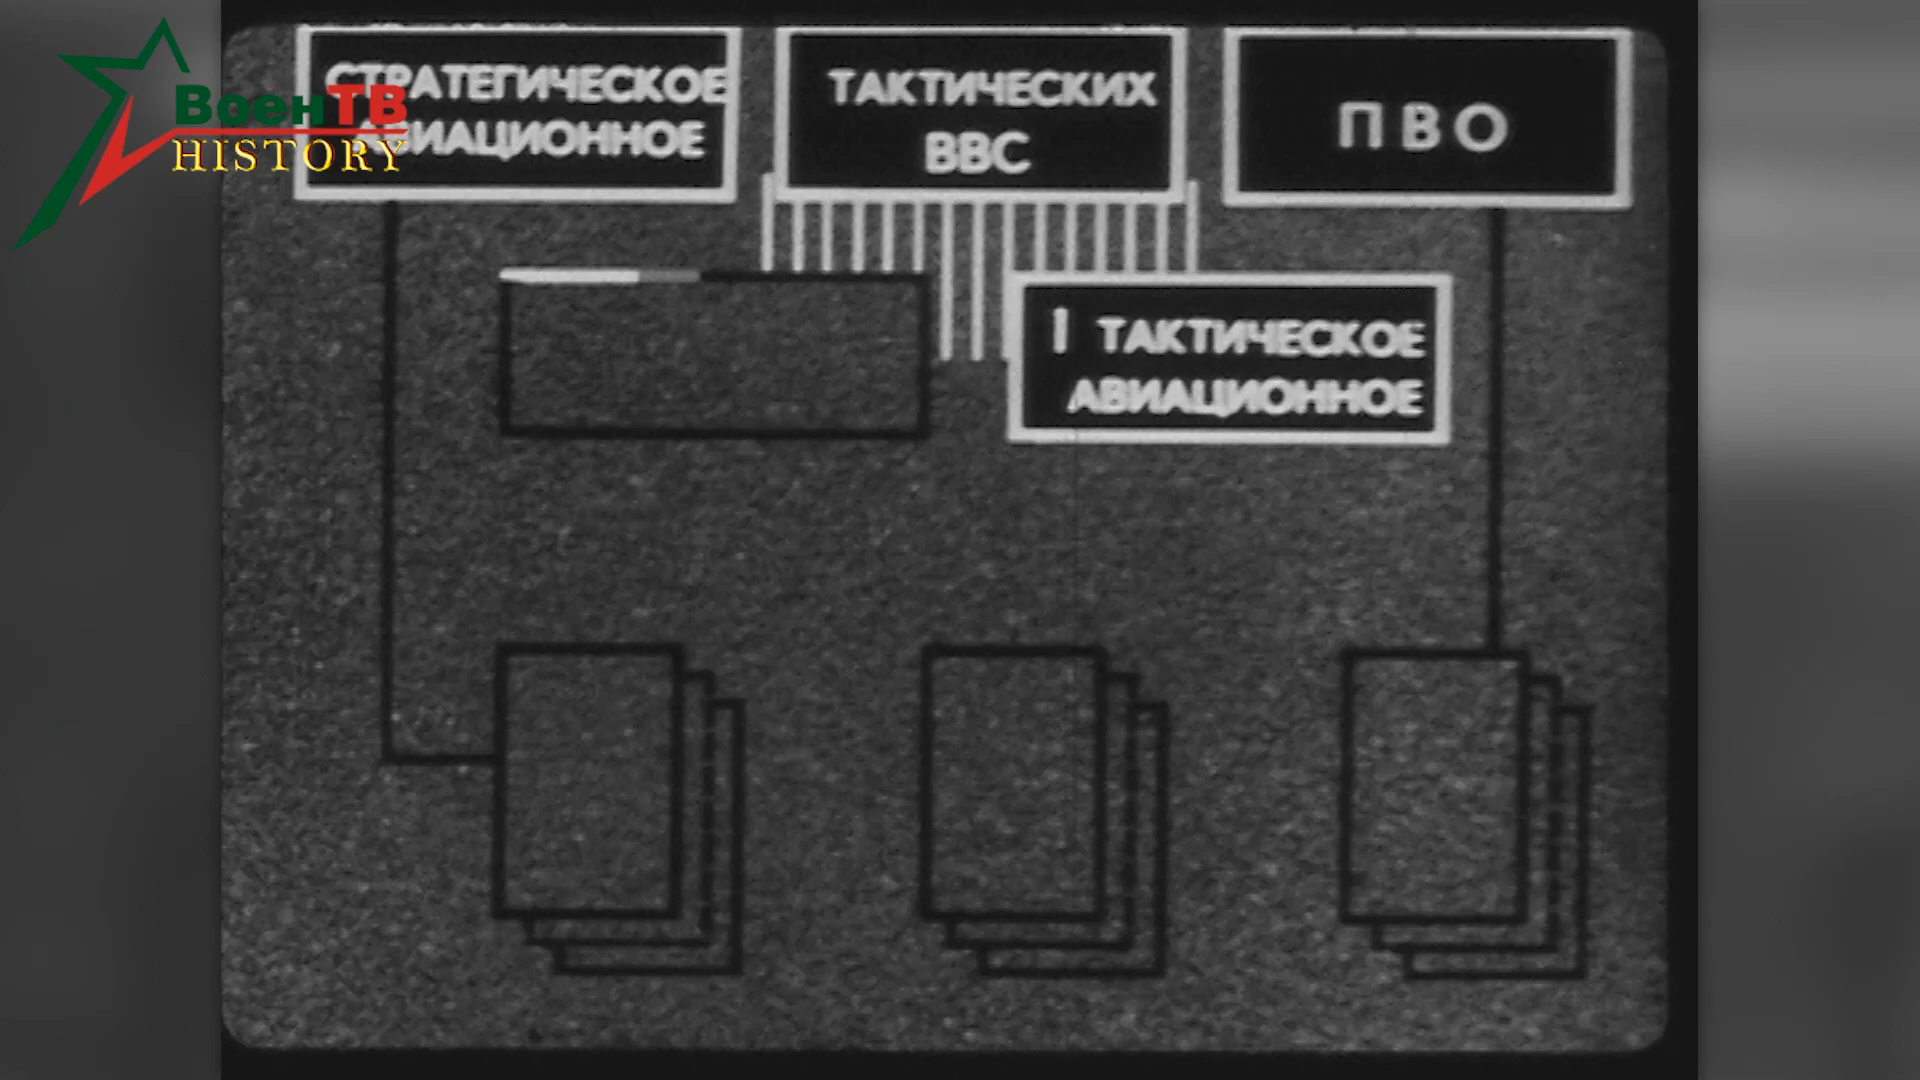 ВоенТВ
HISTORY
СТРАТЕГИЧЕСКОЕ
АВИАЦИОННОЕ
ТАКТИЧЕСКИХ
ВВС
ПВО
I ТАКТИЧЕСКОЕ
АВИАЦИОННОЕ